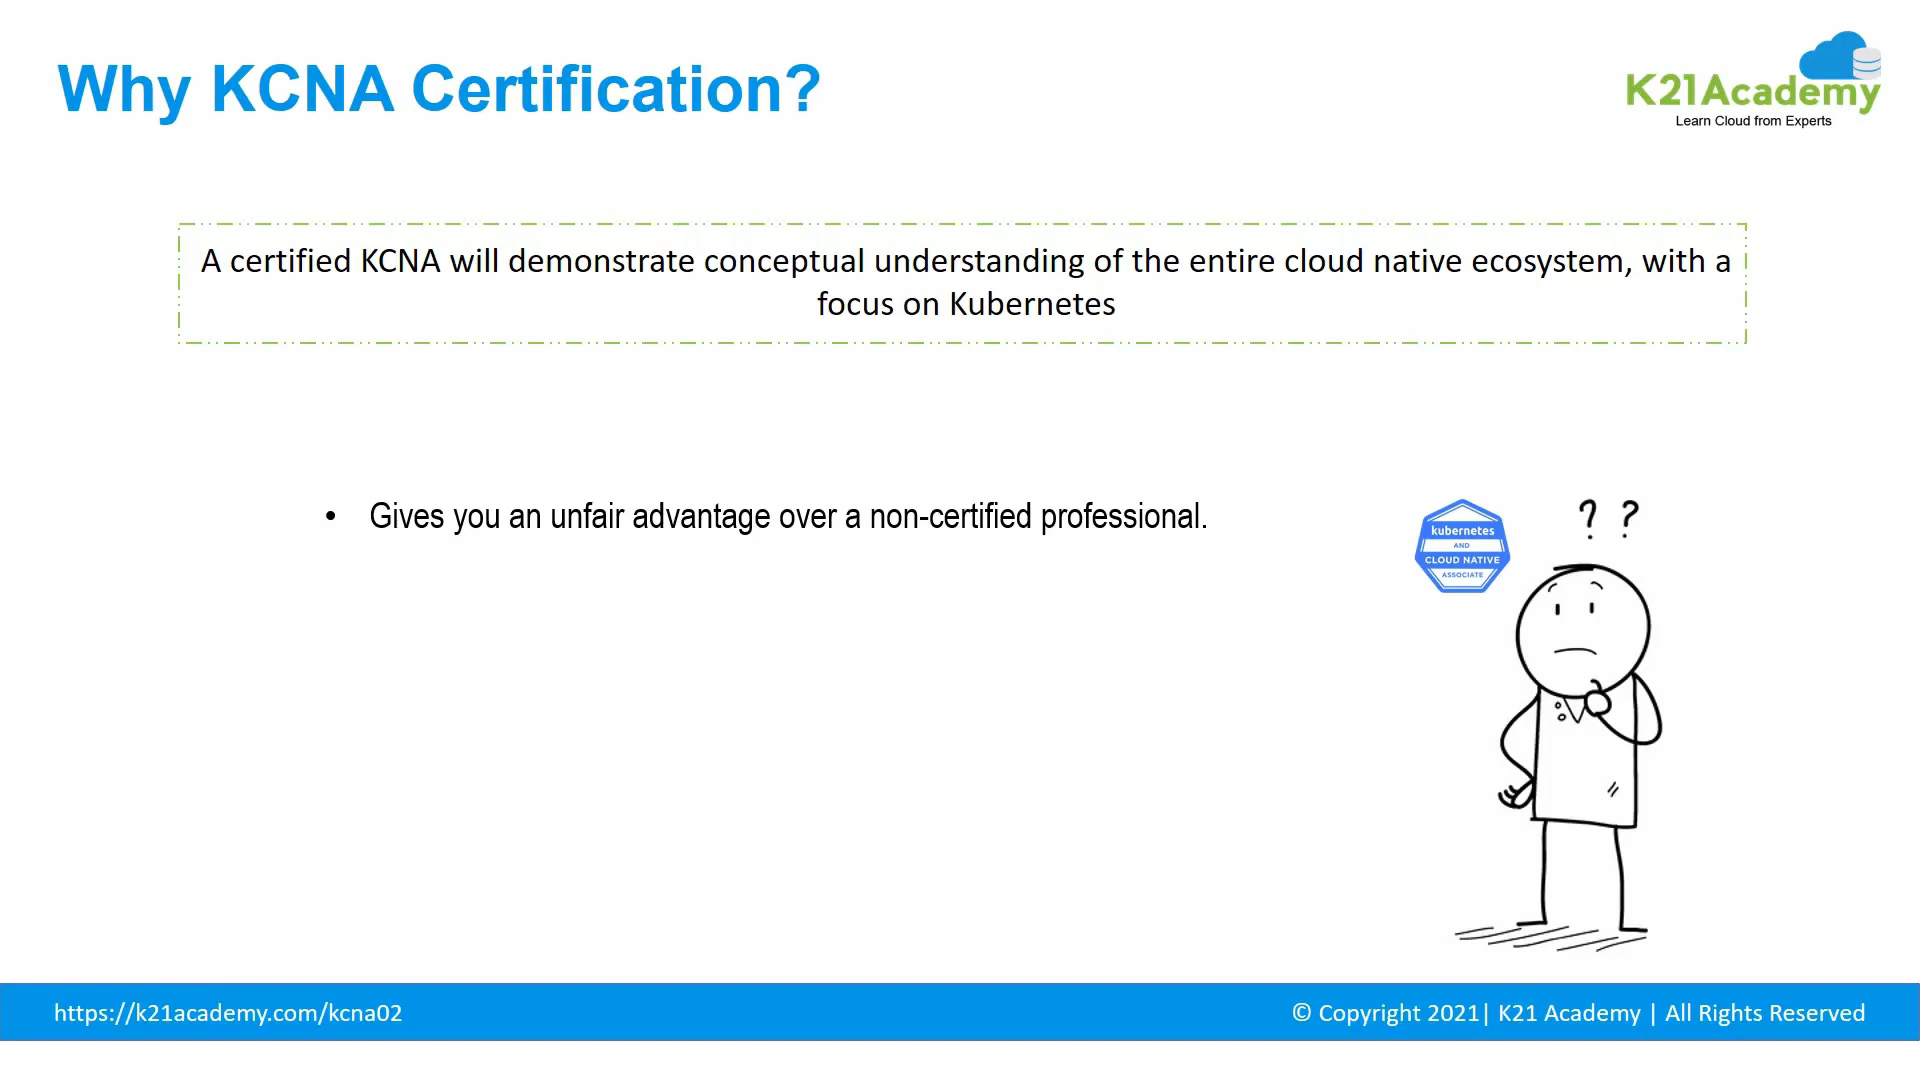 Why KCNA Certification?
K21Academy
Learn Cloud from Experts
A certified KCNA will demonstrate conceptual understanding of the entire cloud native ecosystem, with a
focus on Kubernetes
• Gives you an unfair advantage over a non-certified professional.
? ?
kubernetes
AND
CLOUD NATIVE
ASSOCIATE
https://k21academy.com/kcna02
© Copyright 2021| K21 Academy | All Rights Reserved